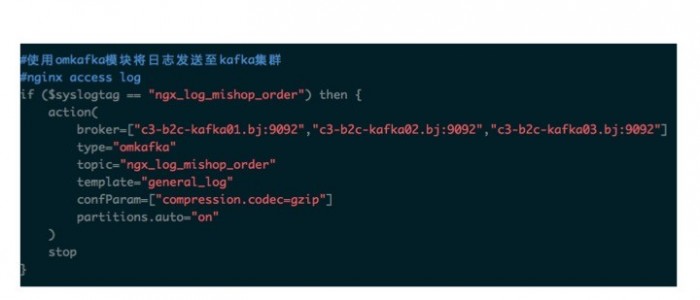 #使用omkafka模块将日志发送至kafka集群
#nginx access log
if ($syslogtag == "ngx_log_mishop_order") then {
    action(
        broker=["c3-b2c-kafka01.bj:9092","c3-b2c-kafka02.bj:9092","c3-b2c-kafka03.bj:9092"]
        type="omkafka"
        topic="ngx_log_mishop_order"
        template="general_log"
        confParam=["compression.codec=gzip"]
        partitions.auto="on"
    )
    stop
}